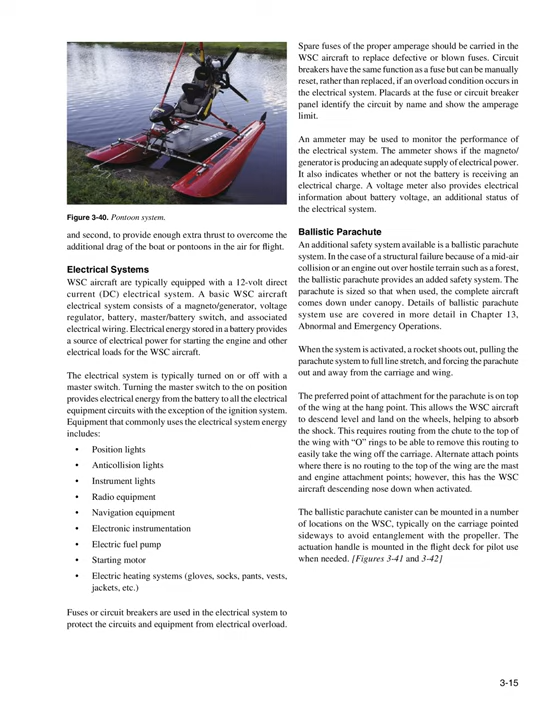 Figure 3-40. Pontoon system.
and second, to provide enough extra thrust to overcome the
additional drag of the boat or pontoons in the air for flight.
Electrical Systems
WSC aircraft are typically equipped with a 12-volt direct
current (DC) electrical system. A basic WSC aircraft
electrical system consists of a magneto/generator, voltage
regulator, battery, master/battery switch, and associated
electrical wiring. Electrical energy stored in a battery provides
a source of electrical power for starting the engine and other
electrical loads for the WSC aircraft.
The electrical system is typically turned on or off with a
master switch. Turning the master switch to the on position
provides electrical energy from the battery to all the electrical
equipment circuits with the exception of the ignition system.
Equipment that commonly uses the electrical system energy
includes:
• Position lights
• Anticollision lights
• Instrument lights
• Radio equipment
• Navigation equipment
• Electronic instrumentation
• Electric fuel pump
• Starting motor
• Electric heating systems (gloves, socks, pants, vests,
jackets, etc.)
Fuses or circuit breakers are used in the electrical system to
protect the circuits and equipment from electrical overload.
Spare fuses of the proper amperage should be carried in the
WSC aircraft to replace defective or blown fuses. Circuit
breakers have the same function as a fuse but can be manually
reset, rather than replaced, if an overload condition occurs in
the electrical system. Placards at the fuse or circuit breaker
panel identify the circuit by name and show the amperage
limit.
An ammeter may be used to monitor the performance of
the electrical system. The ammeter shows if the magneto/
generator is producing an adequate supply of electrical power.
It also indicates whether or not the battery is receiving an
electrical charge. A voltage meter also provides electrical
information about battery voltage, an additional status of
the electrical system.
Ballistic Parachute
An additional safety system available is a ballistic parachute
system. In the case of a structural failure because of a mid-air
collision or an engine out over hostile terrain such as a forest,
the ballistic parachute provides an added safety system. The
parachute is sized so that when used, the complete aircraft
comes down under canopy. Details of ballistic parachute
system use are covered in more detail in Chapter 13,
Abnormal and Emergency Operations.
When the system is activated, a rocket shoots out, pulling the
parachute system to full line stretch, and forcing the parachute
out and away from the carriage and wing.
The preferred point of attachment for the parachute is on top
of the wing at the hang point. This allows the WSC aircraft
to descend level and land on the wheels, helping to absorb
the shock. This requires routing from the chute to the top of
the wing with “O” rings to be able to remove this routing to
easily take the wing off the carriage. Alternate attach points
where there is no routing to the top of the wing are the mast
and engine attachment points; however, this has the WSC
aircraft descending nose down when activated.
The ballistic parachute canister can be mounted in a number
of locations on the WSC, typically on the carriage pointed
sideways to avoid entanglement with the propeller. The
actuation handle is mounted in the flight deck for pilot use
when needed. [Figures 3-41 and 3-42]
3-15